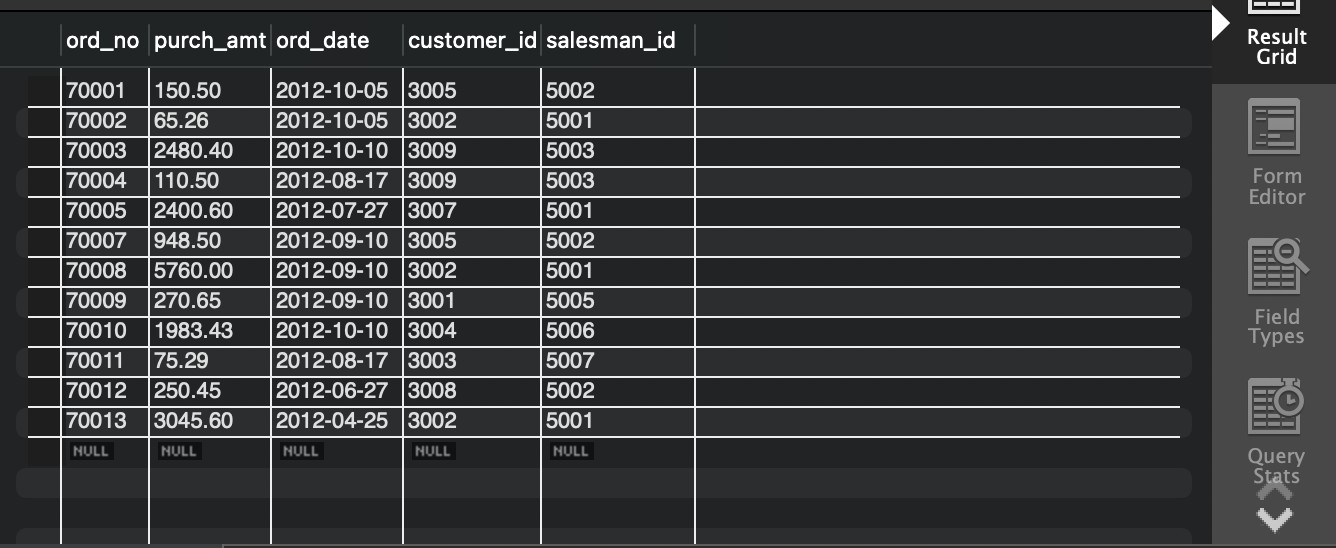 ord_no purch_amt ord_date customer_id salesman_id
70001 150.50 2012-10-05 3005 5002
70002 65.26 2012-10-05 3002 5001
70003 2480.40 2012-10-10 3009 5003
70004 110.50 2012-08-17 3009 5003
70005 2400.60 2012-07-27 3007 5001
70007 948.50 2012-09-10 3005 5002
70008 5760.00 2012-09-10 3002 5001
70009 270.65 2012-09-10 3001 5005
70010 1983.43 2012-10-10 3004 5006
70011 75.29 2012-08-17 3003 5007
70012 250.45 2012-06-27 3008 5002
70013 3045.60 2012-04-25 3002 5001
NULL NULL NULL NULL NULL
Result
Grid
Form
Editor
Field
Types
Query
Stats